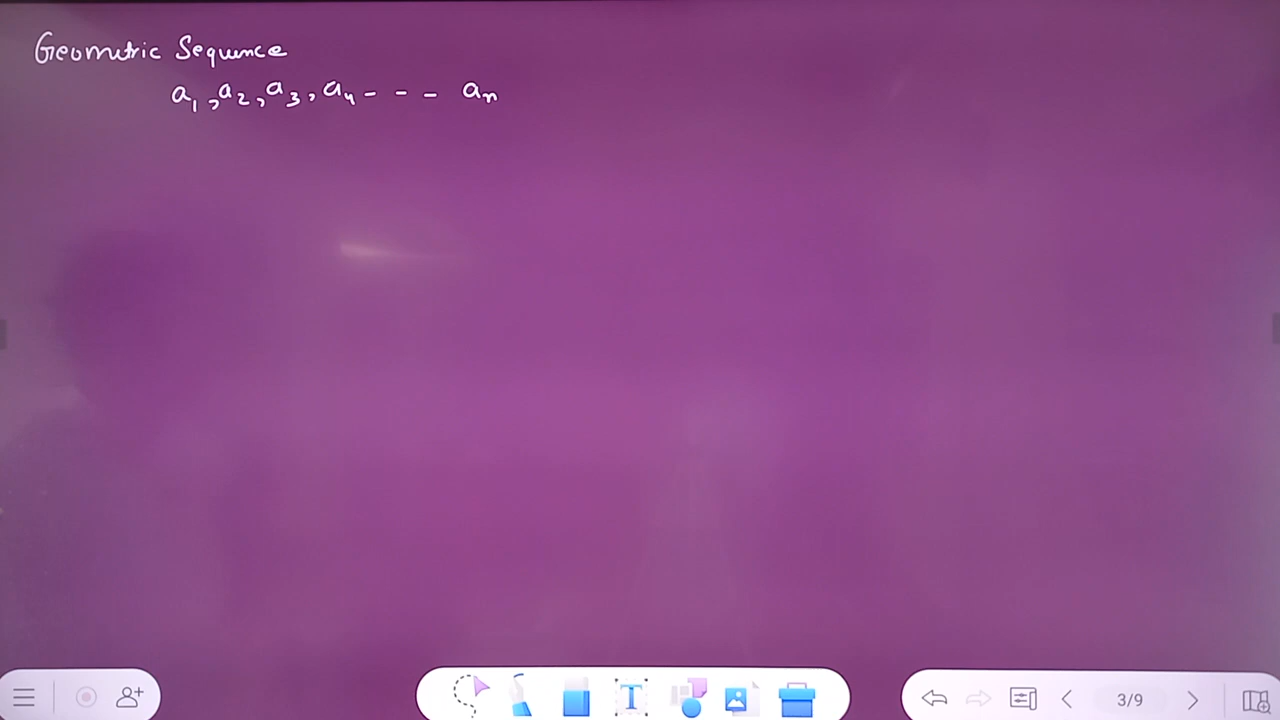 Geometric Sequence
a₁, a₂, a₃, a₄ - - - aₙ
T
3/9